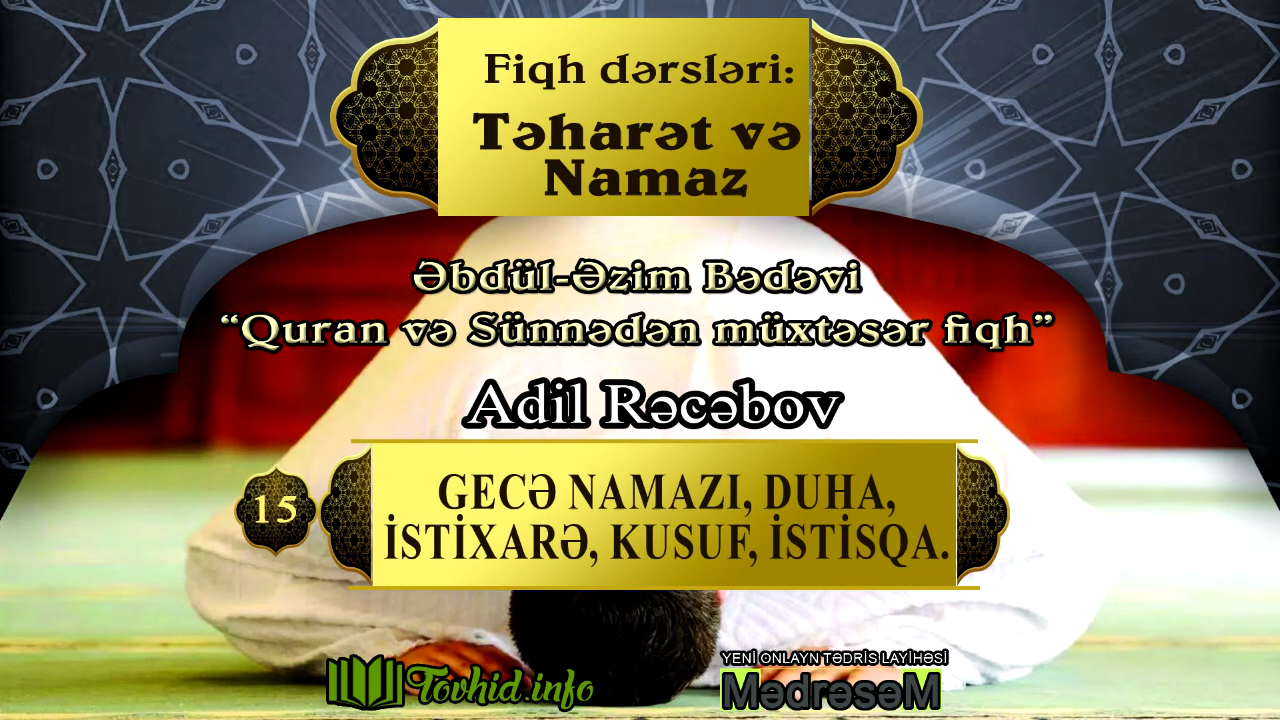 Fiqh dərsləri:
Təharət və
Namaz
Əbdül-Əzim Bədəvi
“Quran və Sünnədən müxtəsər fiqh”
Adil Rəcəbov
15
GECƏ NAMAZI, DUHA,
İSTİXARƏ, KUSUF, İSTİSQA.
Tovhid.info
YENİ ONLAYN TƏDRİS LAYİHƏSİ
MədrəsəM